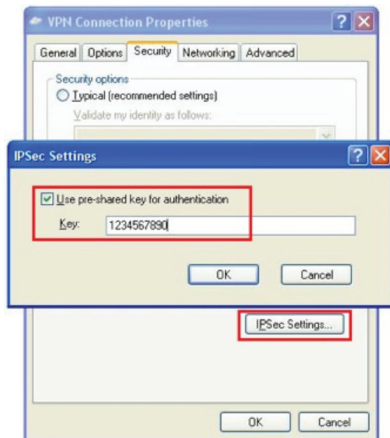 VPN Connection Properties
General Options Security Networking Advanced
Security options
Typical (recommended settings)
Validate my identity as follows:
IPSec Settings
Use pre-shared key for authentication
Key: 1234567890
OK Cancel
IPSec Settings...
OK Cancel